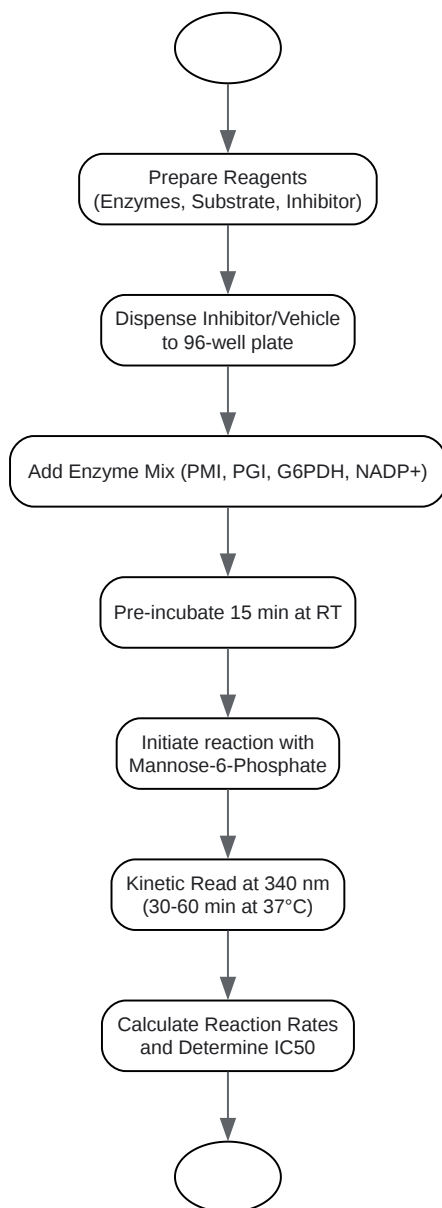 Prepare Reagents
(Enzymes, Substrate, Inhibitor)
Dispense Inhibitor/Vehicle
to 96-well plate
Add Enzyme Mix (PMI, PGI, G6PDH, NADP+)
Pre-incubate 15 min at RT
Initiate reaction with
Mannose-6-Phosphate
Kinetic Read at 340 nm
(30-60 min at 37°C)
Calculate Reaction Rates
and Determine IC50